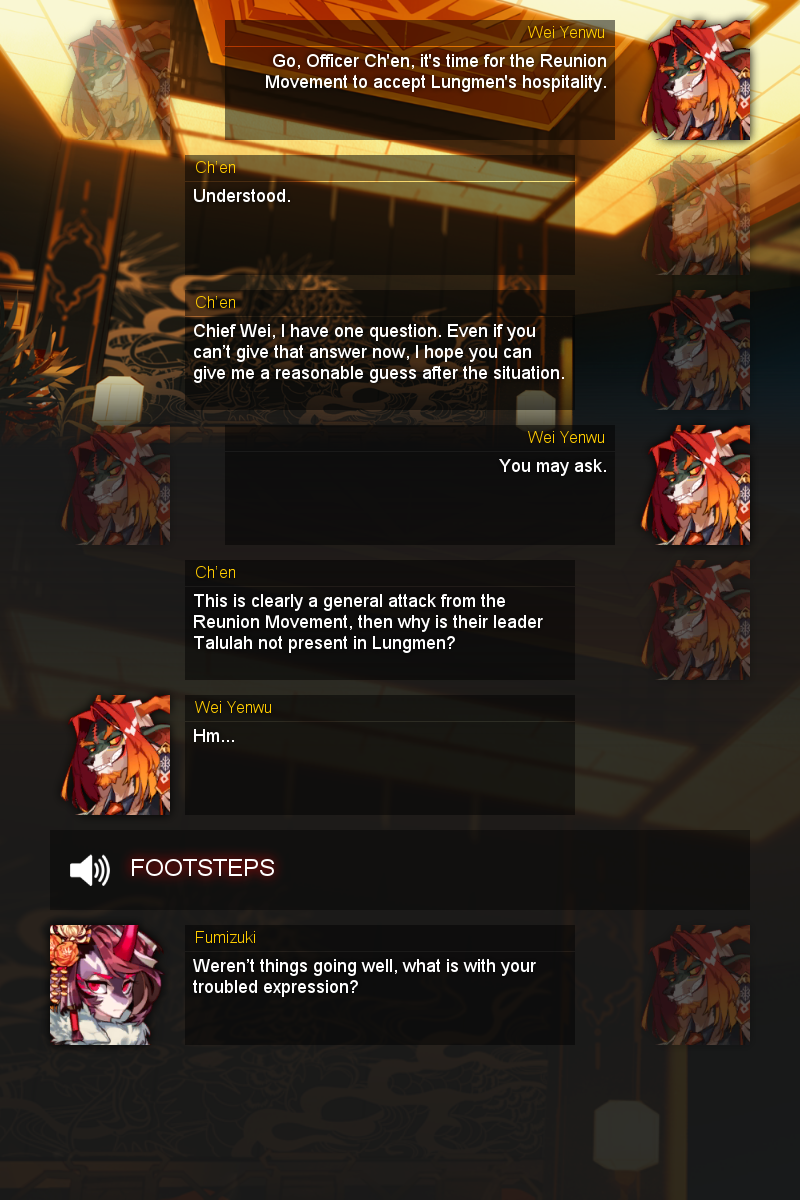 Wei Yenwu
Go, Officer Ch'en, it's time for the Reunion
Movement to accept Lungmen's hospitality.
Ch'en
Understood.
Ch'en
Chief Wei, I have one question. Even if you
can't give that answer now, I hope you can
give me a reasonable guess after the situation.
Wei Yenwu
You may ask.
Ch'en
This is clearly a general attack from the
Reunion Movement, then why is their leader
Talulah not present in Lungmen?
Wei Yenwu
Hm...
FOOTSTEPS
Fumizuki
Weren't things going well, what is with your
troubled expression?